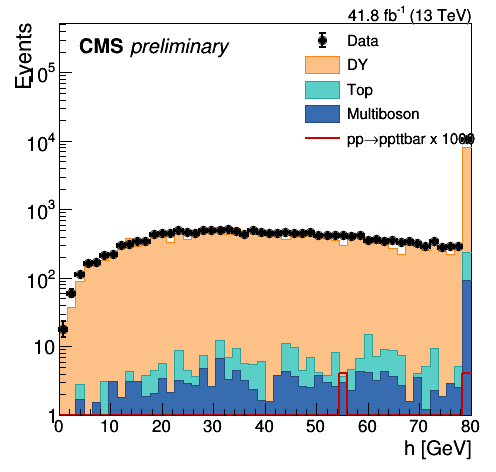 41.8 fb⁻¹ (13 TeV)
CMS preliminary
Data
DY
Top
Multiboson
pp→ppttbar x 1000
Events
10⁵
10⁴
10³
10²
10
1
0 10 20 30 40 50 60 70 80
h [GeV]